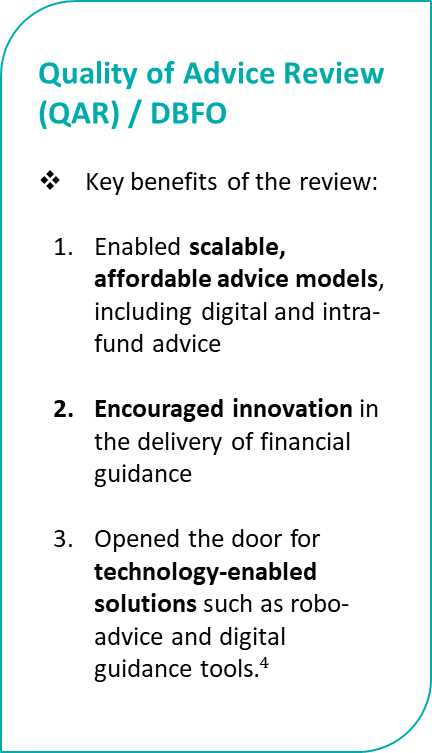 Quality of Advice Review
(QAR) / DBFO
❖ Key benefits of the review:
1. Enabled scalable,
affordable advice models,
including digital and intra-
fund advice
2. Encouraged innovation in
the delivery of financial
guidance
3. Opened the door for
technology-enabled
solutions such as robo-
advice and digital
guidance tools.⁴